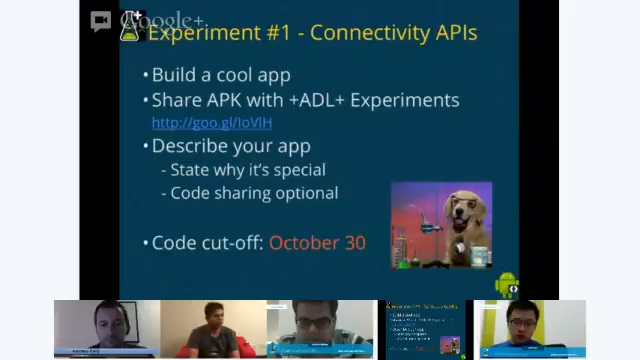 Google+
Experiment #1 - Connectivity APIs
•Build a cool app
•Share APK with +ADL+ Experiments
http://goo.gl/IoVlH
•Describe your app
- State why it's special
- Code sharing optional
•Code cut-off: October 30